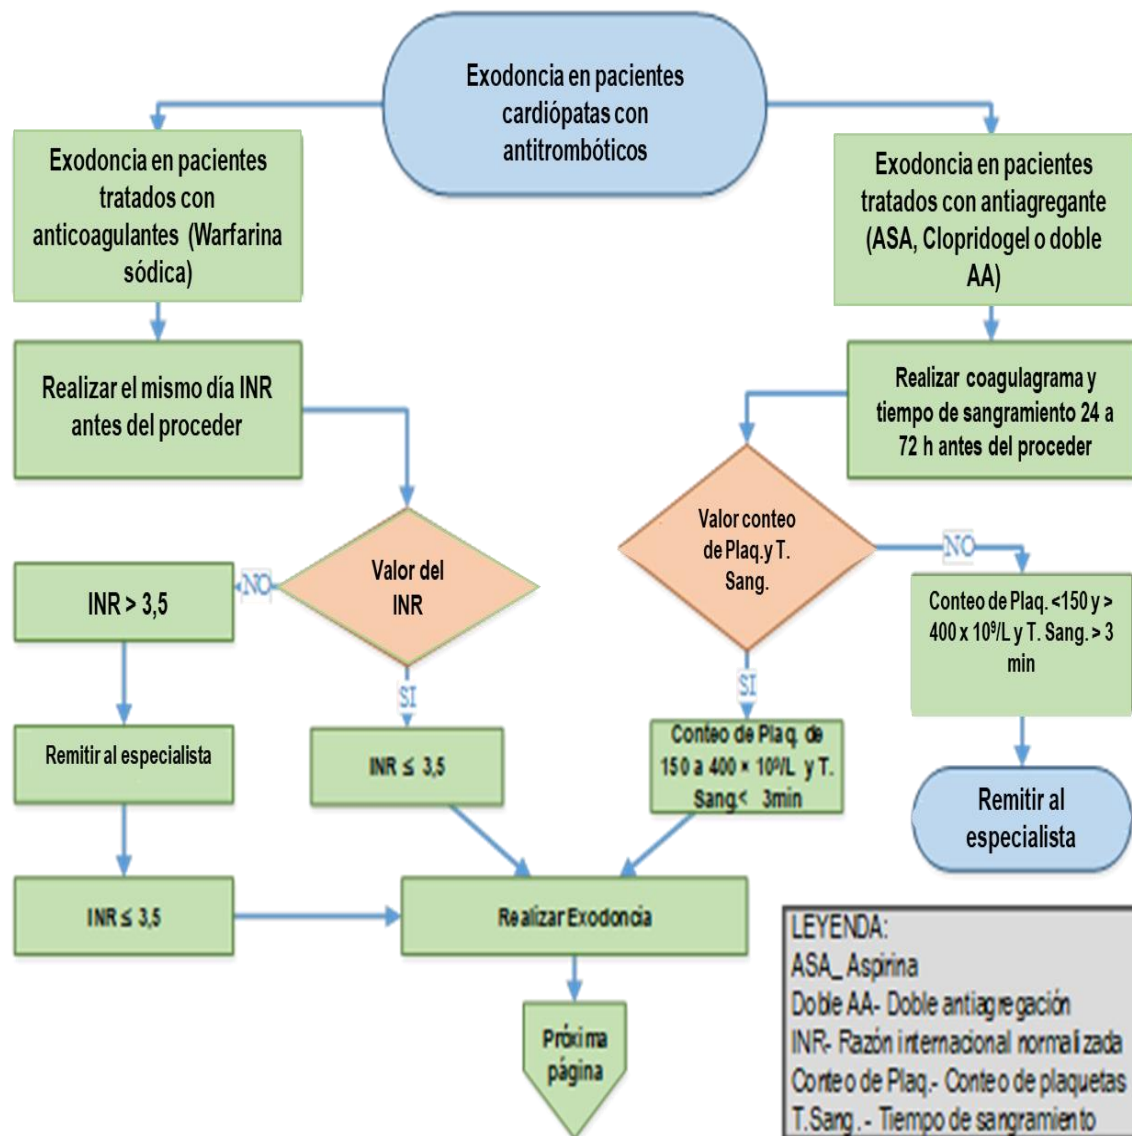 Exodoncia en pacientes
cardiópatas con
antitrombóticos
Exodoncia en pacientes
tratados con
anticoagulantes (Warfarina
sódica)
Exodoncia en pacientes
tratados con antiagregante
(ASA, Clopridogel o doble
AA)
Realizar el mismo día INR
antes del proceder
Realizar coagulagrama y
tiempo de sangramiento 24 a
72 h antes del proceder
Valor del
INR
Valor conteo
de Plaq.y T.
Sang.
NO
INR > 3,5
NO
Conteo de Plaq. <150 y >
400 x 10⁹/L y T. Sang. > 3
min
SI
SI
Remitir al especialista
INR ≤ 3,5
Conteo de Plaq. de
150 a 400 × 10⁹/L y T.
Sang.< 3min
Remitir al
especialista
INR ≤ 3,5
Realizar Exodoncia
Próxima
página
LEYENDA:
ASA_ Aspirina
Doble AA- Doble antiagregación
INR- Razón internacional normalizada
Conteo de Plaq.- Conteo de plaquetas
T.Sang. - Tiempo de sangramiento